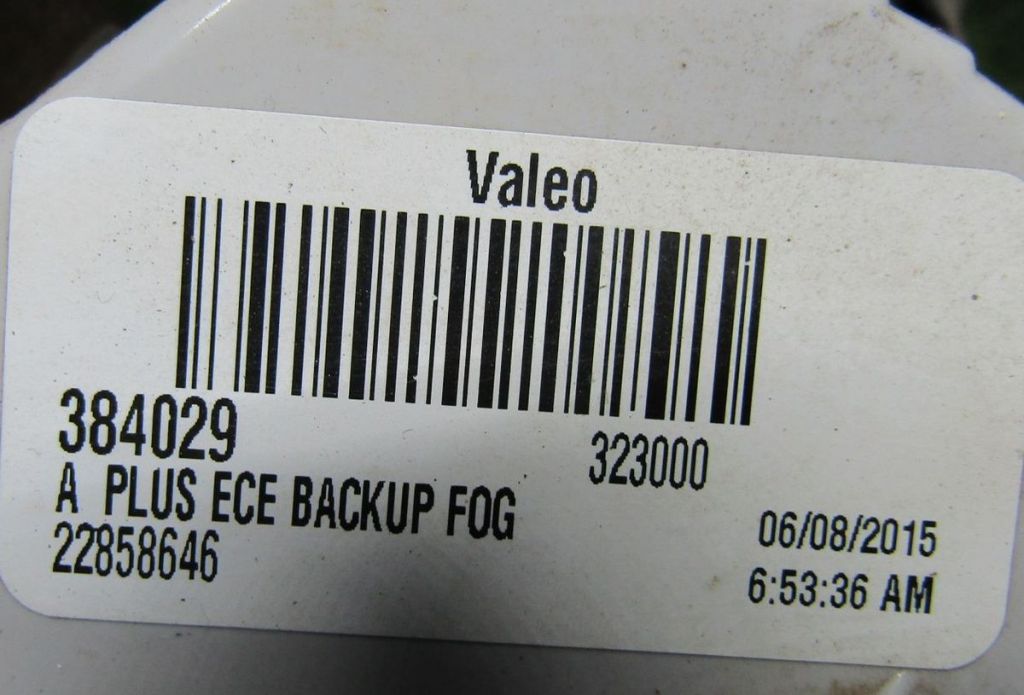 Valeo
384029
323000
A PLUS ECE BACKUP FOG
22858646
06/08/2015
6:53:36 AM